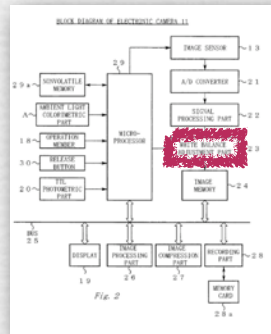 BLOCK DIAGRAM OF ELECTRONIC CAMERA 11
IMAGE SENSOR
13
29
29a
NONVOLATILE
MEMORY
A/D CONVERTER
21
A
AMBIENT LIGHT
COLORIMETRIC
PART
SIGNAL
PROCESSING PART
22
18
OPERATION
MEMBER
MICRO-
PROCESSOR
WHITE BALANCE
ADJUSTMENT PART
23
30
RELEASE
BUTTON
20
TTL
PHOTOMETRIC
PART
IMAGE
MEMORY
24
BUS
25
DISPLAY
19
IMAGE
PROCESSING
PART
26
IMAGE
COMPRESSION
PART
27
RECORDING
PART
28
MEMORY
CARD
28a
Fig. 2